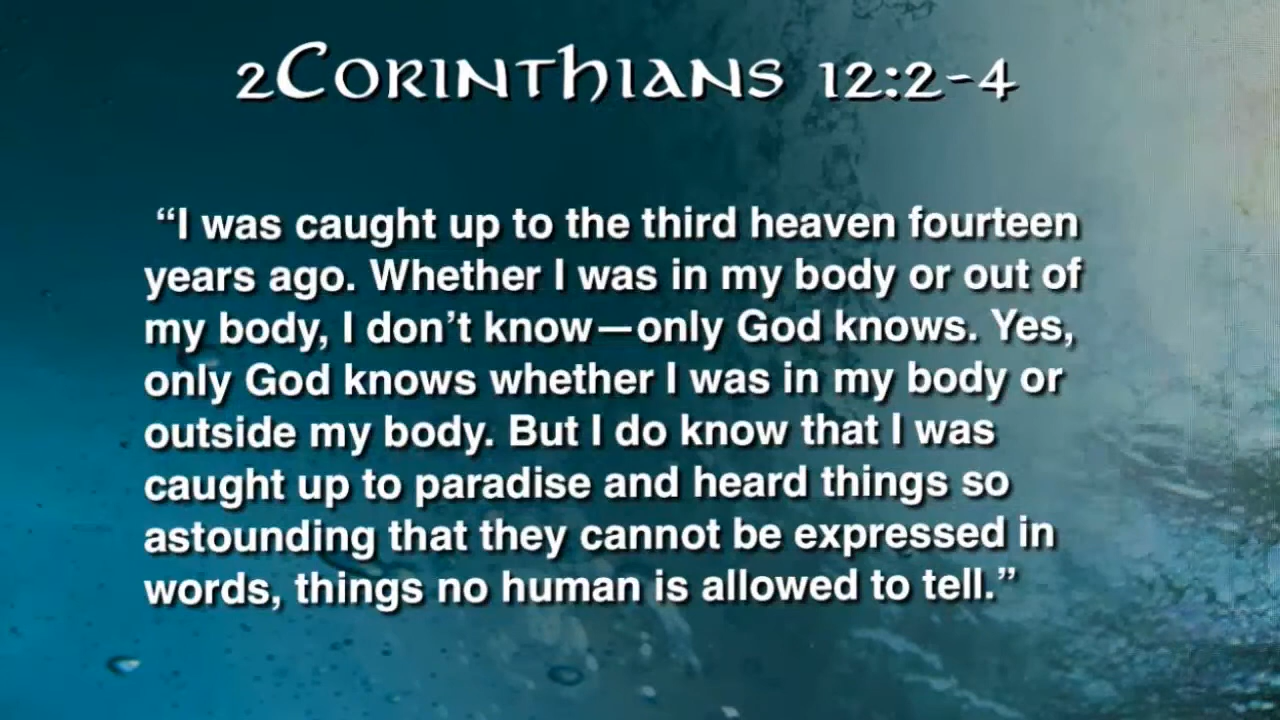 2Corinthians 12:2-4
“I was caught up to the third heaven fourteen
years ago. Whether I was in my body or out of
my body, I don’t know—only God knows. Yes,
only God knows whether I was in my body or
outside my body. But I do know that I was
caught up to paradise and heard things so
astounding that they cannot be expressed in
words, things no human is allowed to tell.”